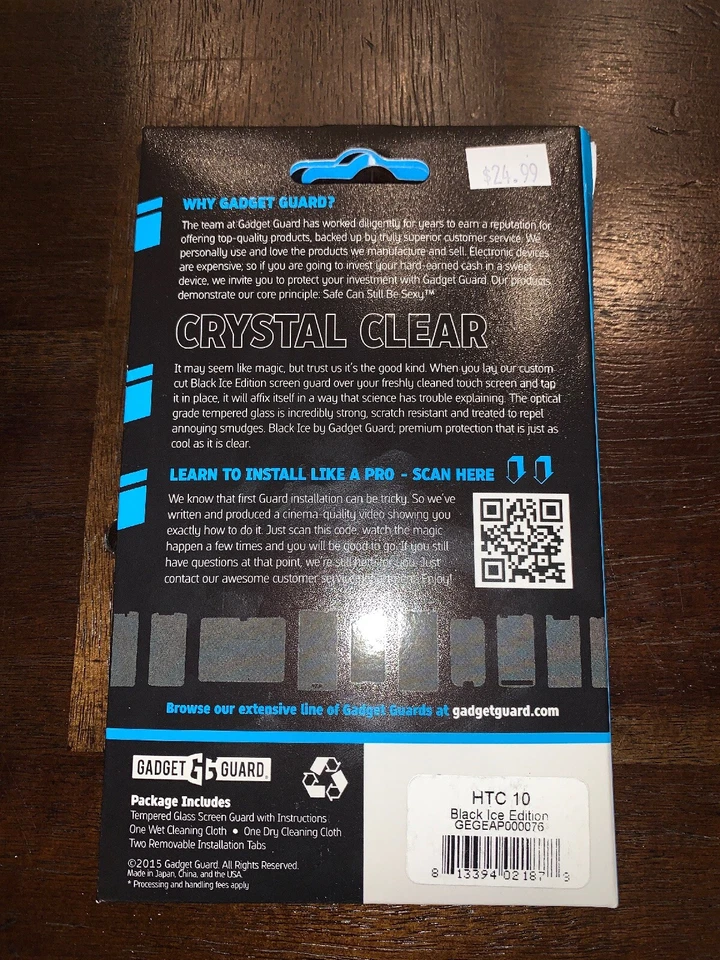 $24.99
WHY GADGET GUARD?
The team at Gadget Guard has worked diligently for years to earn a reputation for
offering top-quality products, backed up by truly superior customer service. We
personally use and love the products we manufacture and sell. Electronic devices
are expensive, so if you are going to invest your hard-earned cash in a sweet
device, we invite you to protect your investment with Gadget Guard. Our products
demonstrate our core principle: Safe Can Still Be Sexy™
CRYSTAL CLEAR
It may seem like magic, but trust us it's the good kind. When you lay our custom
cut Black Ice Edition screen guard over your freshly cleaned touch screen and tap
it in place, it will affix itself in a way that science has trouble explaining. The optical
grade tempered glass is incredibly strong, scratch resistant and treated to repel
annoying smudges. Black Ice by Gadget Guard; premium protection that is just as
cool as it is clear.
LEARN TO INSTALL LIKE A PRO - SCAN HERE
We know that first Guard installation can be tricky. So we've
written and produced a cinema-quality video showing you
exactly how to do it. Just scan this code, watch the magic
happen a few times and you will be good to go. If you still
have questions at that point, we're still here for you. Just
contact our awesome customer service Enjoy!
Browse our extensive line of Gadget Guards at gadgetguard.com
GADGET GG GUARD
Package Includes
Tempered Glass Screen Guard with Instructions
One Wet Cleaning Cloth • One Dry Cleaning Cloth
Two Removable Installation Tabs
©2015 Gadget Guard. All Rights Reserved.
Made in Japan, China, and the USA
* Processing and handling fees apply
HTC 10
Black Ice Edition
GEGEAP000076
8 13394 02187 9